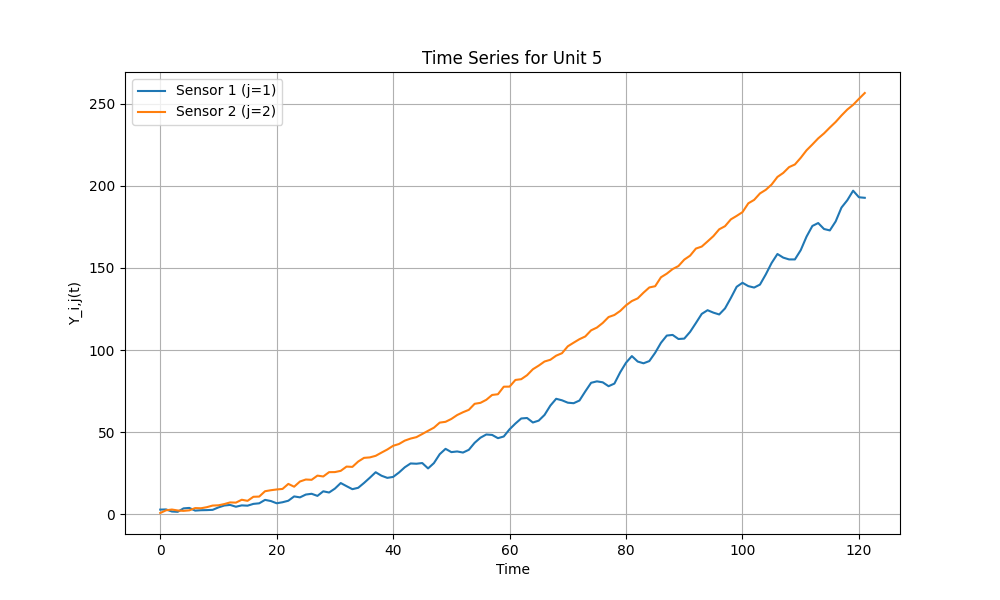 Time Series for Unit 5
Sensor 1 (j=1)
Sensor 2 (j=2)
Y_i,j(t)
250
200
150
100
50
0
0 20 40 60 80 100 120
Time